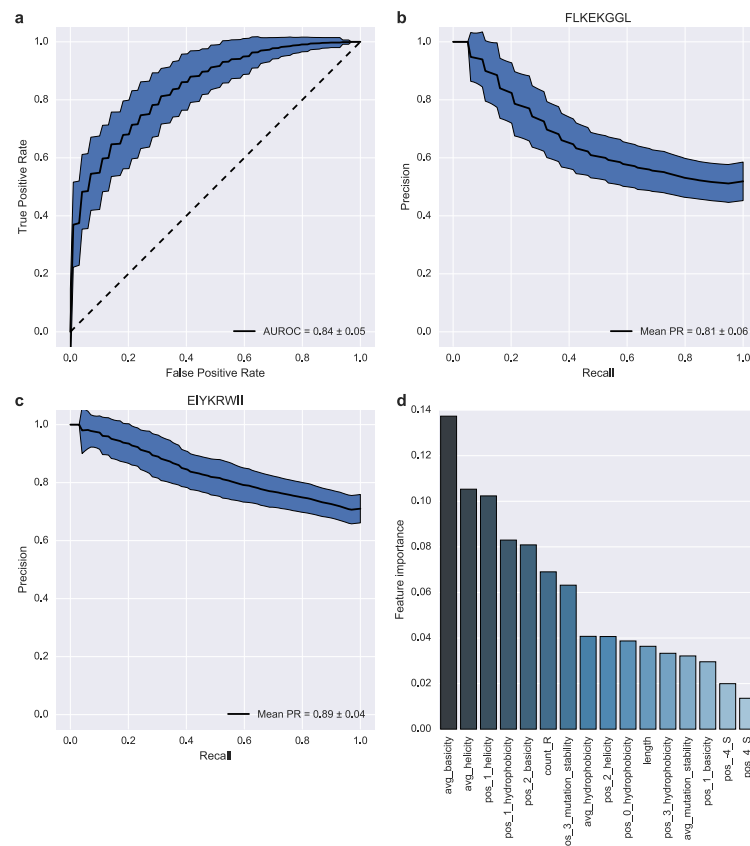 a
1.0
0.8
0.6
0.4
0.2
0.0
True Positive Rate
0.0 0.2 0.4 0.6 0.8 1.0
False Positive Rate
AUROC = 0.84 ± 0.05
b
FLKEKGGL
1.0
0.8
0.6
0.4
0.2
0.0
Precision
0.0 0.2 0.4 0.6 0.8 1.0
Recall
Mean PR = 0.81 ± 0.06
c
EIYKRWII
1.0
0.8
0.6
0.4
0.2
0.0
Precision
0.0 0.2 0.4 0.6 0.8 1.0
Recall
Mean PR = 0.89 ± 0.04
d
0.14
0.12
0.10
0.08
0.06
0.04
0.02
0.00
Feature importance
avg_basicity
avg_helicity
pos_1_helicity
pos_1_hydrophobicity
pos_2_basicity
count_R
os_3_mutation_stability
avg_hydrophobicity
pos_2_helicity
pos_0_hydrophobicity
length
pos_3_hydrophobicity
avg_mutation_stability
pos_1_basicity
pos_-4_S
pos_4_S